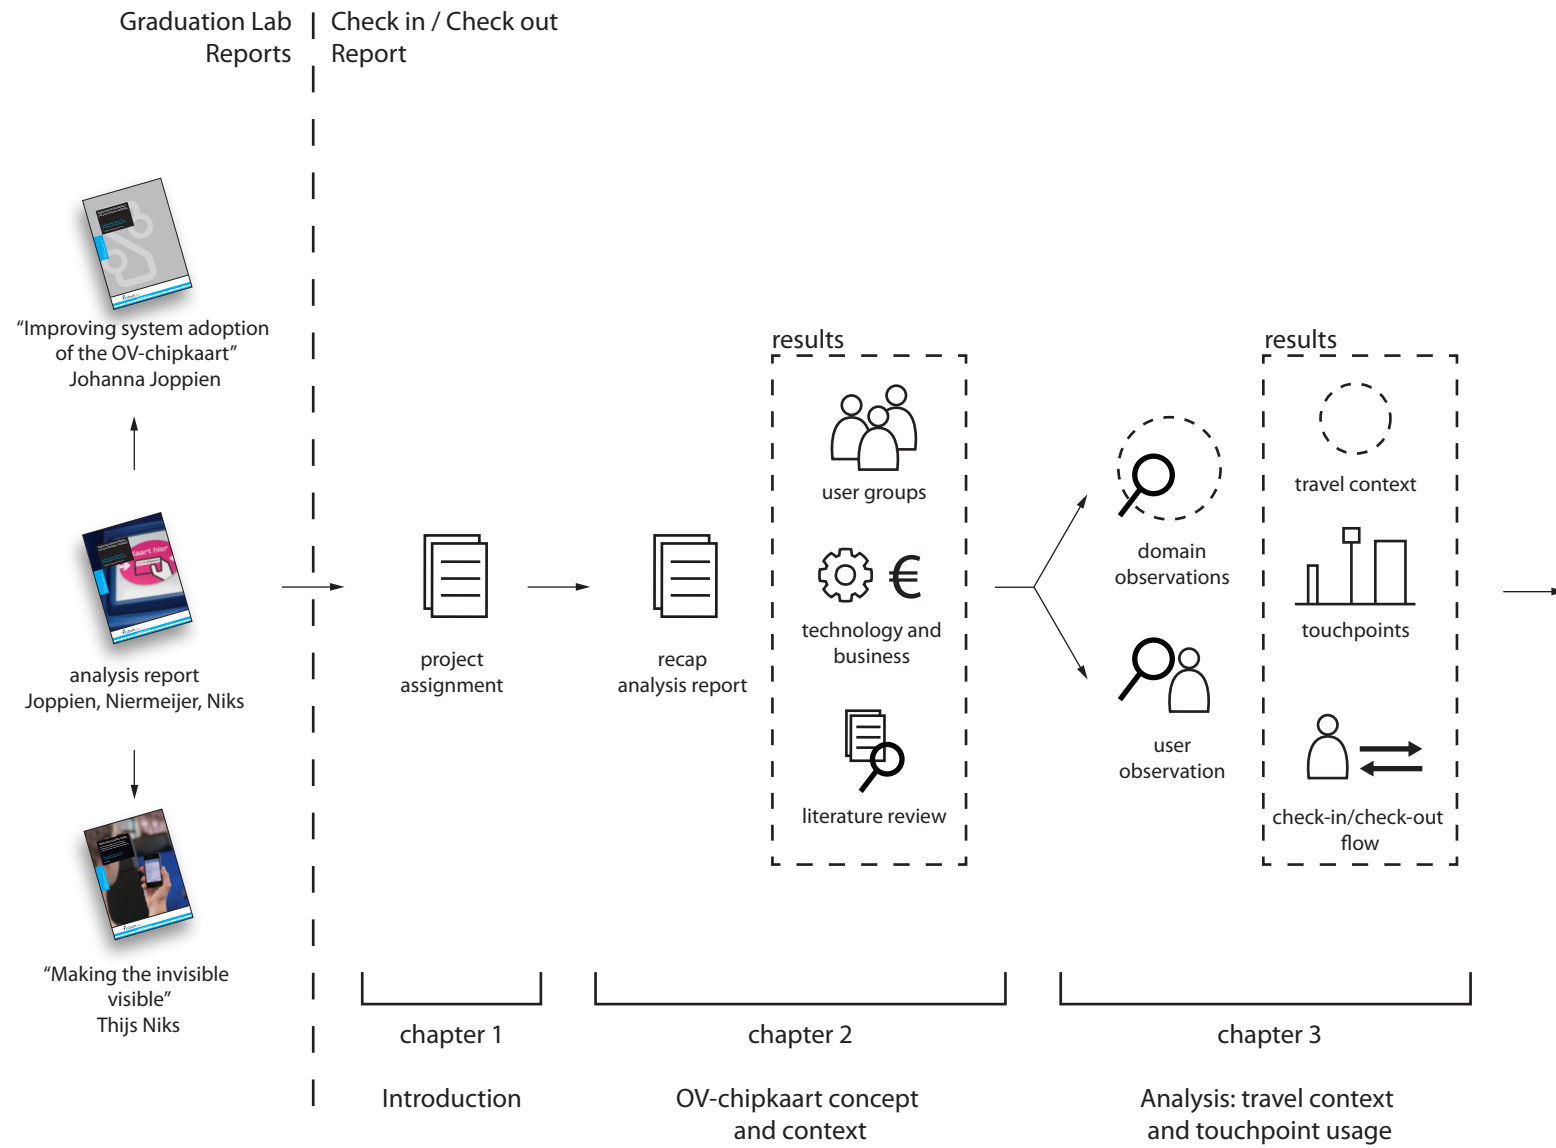 Graduation Lab
Reports
Check in / Check out
Report
“Improving system adoption
of the OV-chipkaart”
Johanna Joppien
analysis report
Joppien, Niermeijer, Niks
“Making the invisible
visible”
Thijs Niks
project
assignment
recap
analysis report
results
user groups
€
technology and
business
literature review
domain
observations
user
observation
results
travel context
touchpoints
check-in/check-out
flow
chapter 1
Introduction
chapter 2
OV-chipkaart concept
and context
chapter 3
Analysis: travel context
and touchpoint usage